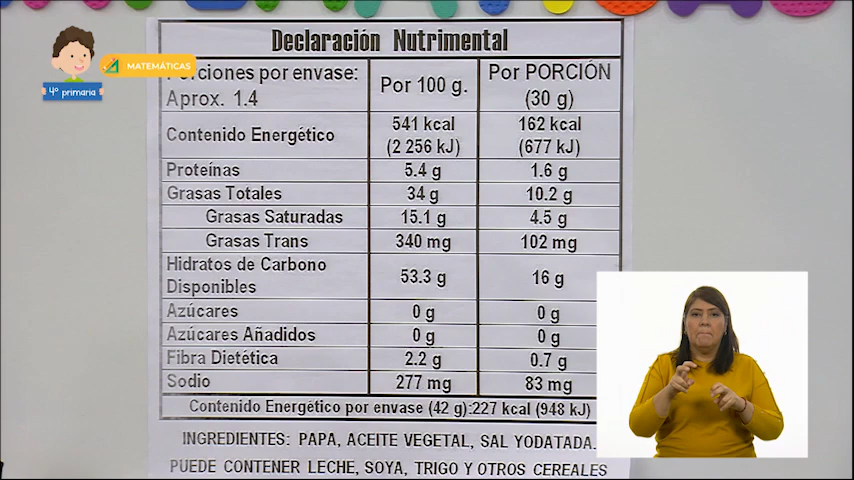 Declaración Nutrimental
MATEMÁTICAS
4º primaria
Porciones por envase:
Aprox. 1.4
Por 100 g.
Por PORCIÓN
(30 g)
Contenido Energético
541 kcal
(2 256 kJ)
162 kcal
(677 kJ)
Proteínas 5.4 g 1.6 g
Grasas Totales 34 g 10.2 g
Grasas Saturadas 15.1 g 4.5 g
Grasas Trans 340 mg 102 mg
Hidratos de Carbono
Disponibles
53.3 g 16 g
Azúcares 0 g 0 g
Azúcares Añadidos 0 g 0 g
Fibra Dietética 2.2 g 0.7 g
Sodio 277 mg 83 mg
Contenido Energético por envase (42 g):227 kcal (948 kJ)
INGREDIENTES: PAPA, ACEITE VEGETAL, SAL YODATADA.
PUEDE CONTENER LECHE, SOYA, TRIGO Y OTROS CEREALES